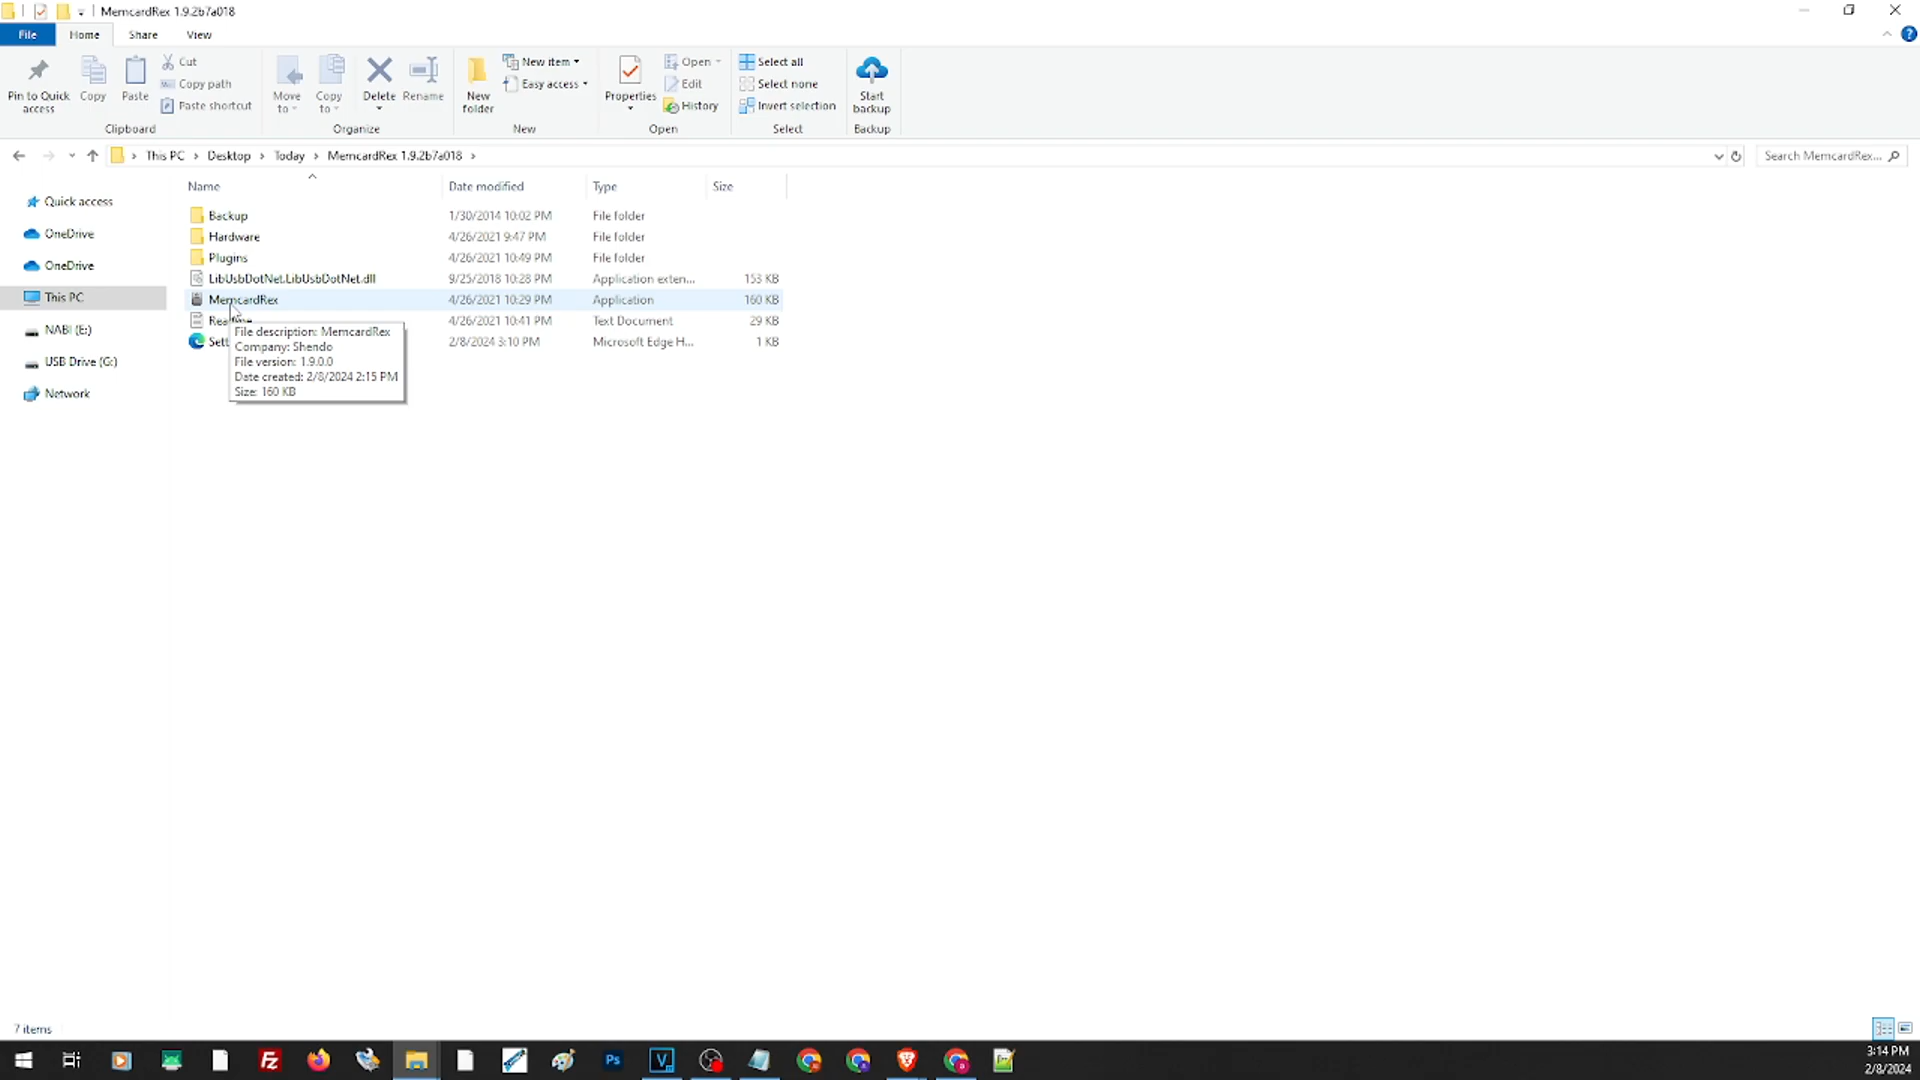 MemcardRex 1.9.2b7a018
File
Home
Share
View
Pin to Quick access
Copy
Paste
Cut
Copy path
Paste shortcut
Clipboard
Move to
Copy to
Delete
Rename
Organize
New folder
New item
Easy access
New
Properties
Open
Edit
History
Open
Select all
Select none
Invert selection
Select
Start backup
Backup
This PC
Desktop
Today
MemcardRex 1.9.2b7a018
Search MemcardRex...
Quick access
OneDrive
OneDrive
This PC
NABI (E:)
USB Drive (G:)
Network
Name Date modified Type Size
Backup 1/30/2014 10:02 PM File folder
Hardware 4/26/2021 9:47 PM File folder
Plugins 4/26/2021 10:49 PM File folder
LibUsbDotNet.LibUsbDotNet.dll 9/25/2018 10:28 PM Application exten... 153 KB
MemcardRex 4/26/2021 10:29 PM Application 160 KB
4/26/2021 10:41 PM Text Document 29 KB
2/8/2024 3:10 PM Microsoft Edge H... 1 KB
File description: MemcardRex
Company: Shendo
File version: 1.9.0.0
Date created: 2/8/2024 2:15 PM
Size: 160 KB
7 items
Fz
Ps
V
3:14 PM
2/8/2024